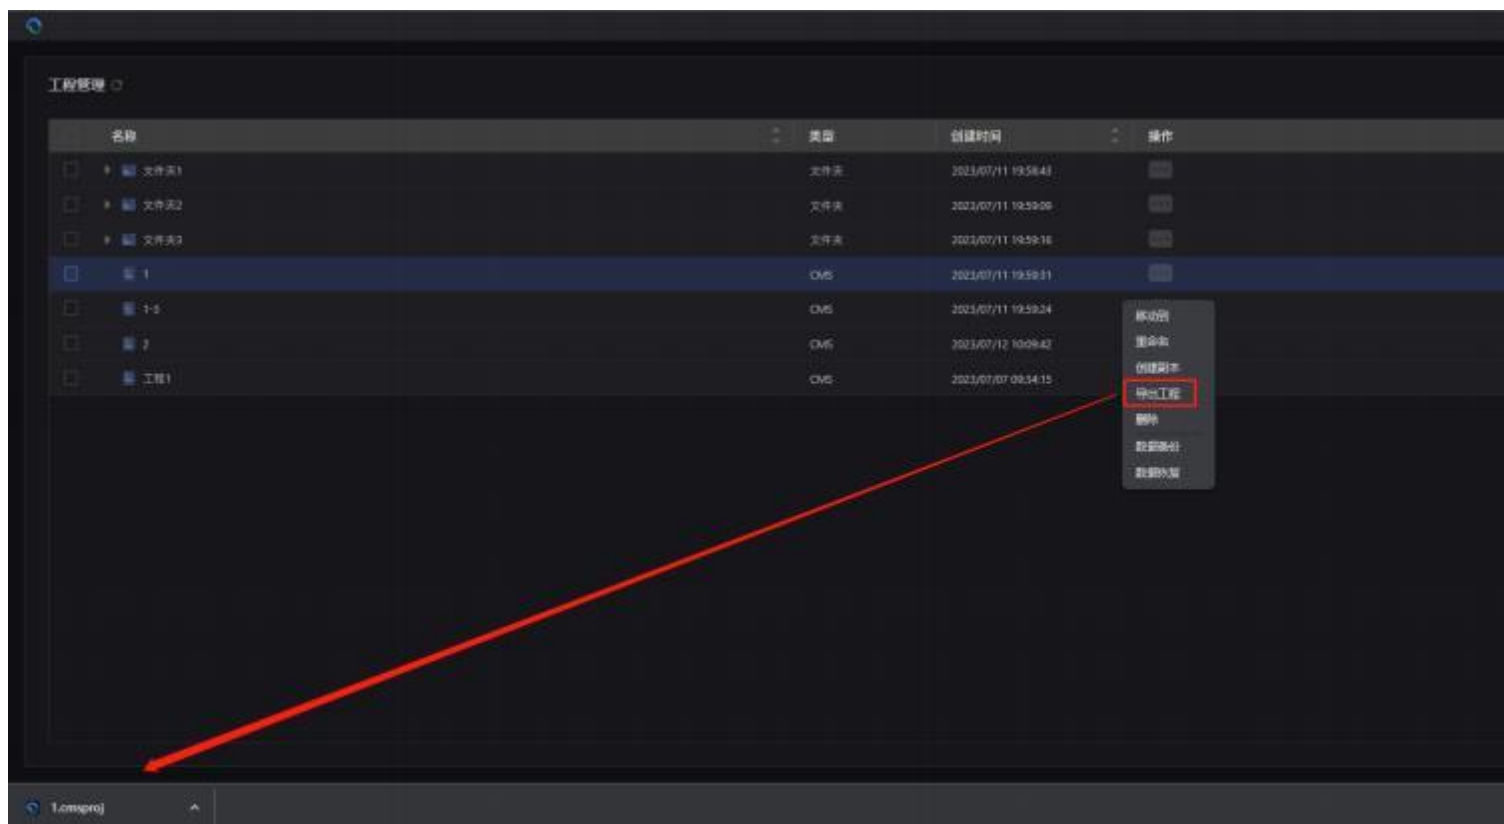 工程管理
名称 类型 创建时间 操作
文件夹1 文件夹 2023/07/11 19:58:43
文件夹2 文件夹 2023/07/11 19:59:09
文件夹3 文件夹 2023/07/11 19:59:16
1 CMS 2023/07/11 19:59:31
1-5 CMS 2023/07/11 19:59:24
移动到
2 CMS 2023/07/12 10:09:42
重命名
创建副本
工程1 CMS 2023/07/07 09:54:15
导出工程
删除
数据备份
数据恢复
1.cmsproj